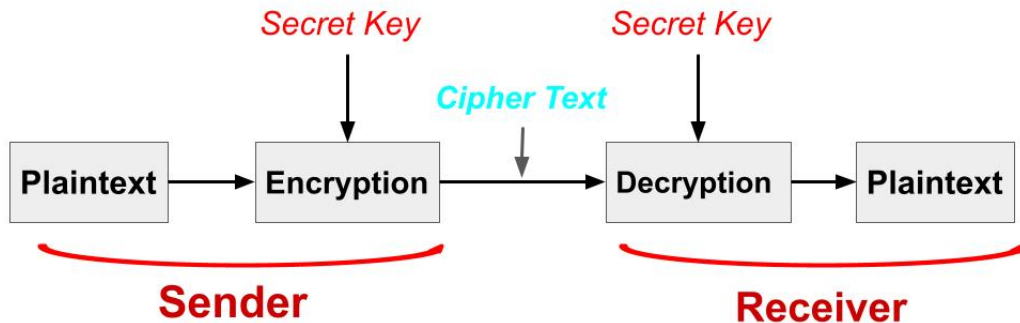 Secret Key
Secret Key
Cipher Text
Plaintext
Encryption
Decryption
Plaintext
Sender
Receiver